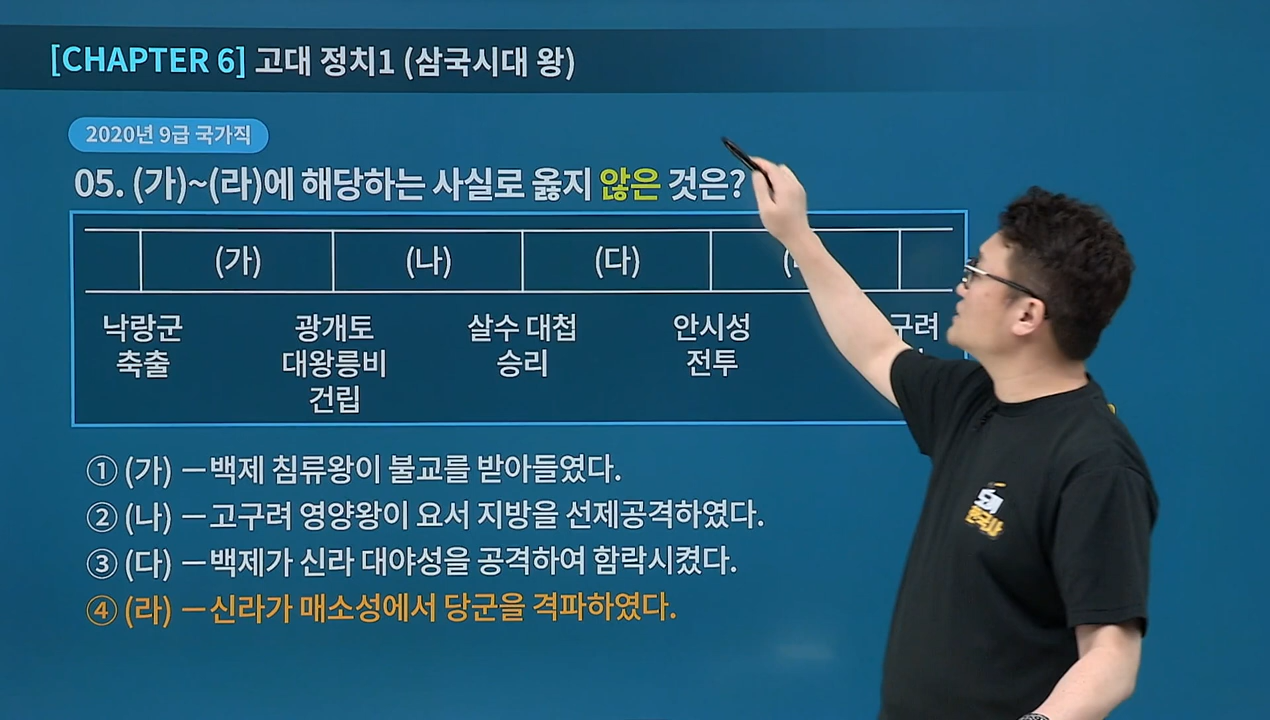 [CHAPTER 6] 고대 정치1 (삼국시대 왕)
2020년 9급 국가직
05. (가)~(라)에 해당하는 사실로 옳지 않은 것은?
(가) (나) (다)
낙랑군 축출
광개토 대왕릉비 건립
살수 대첩 승리
안시성 전투
구려
① (가) ─ 백제 침류왕이 불교를 받아들였다.
② (나) ─ 고구려 영양왕이 요서 지방을 선제공격하였다.
③ (다) ─ 백제가 신라 대야성을 공격하여 함락시켰다.
④ (라) ─ 신라가 매소성에서 당군을 격파하였다.
한국사